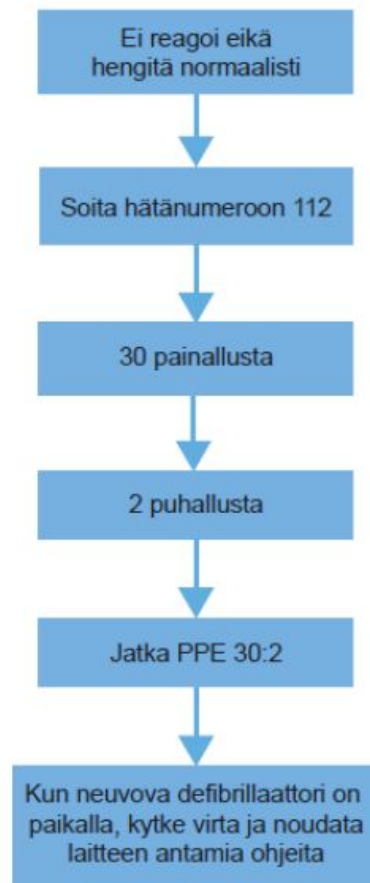 Ei reagoi eikä
hengitä normaalisti
Soita hätänumeroon 112
30 painallusta
2 puhallusta
Jatka PPE 30:2
Kun neuvova defibrillaattori on
paikalla, kytke virta ja noudata
laitteen antamia ohjeita